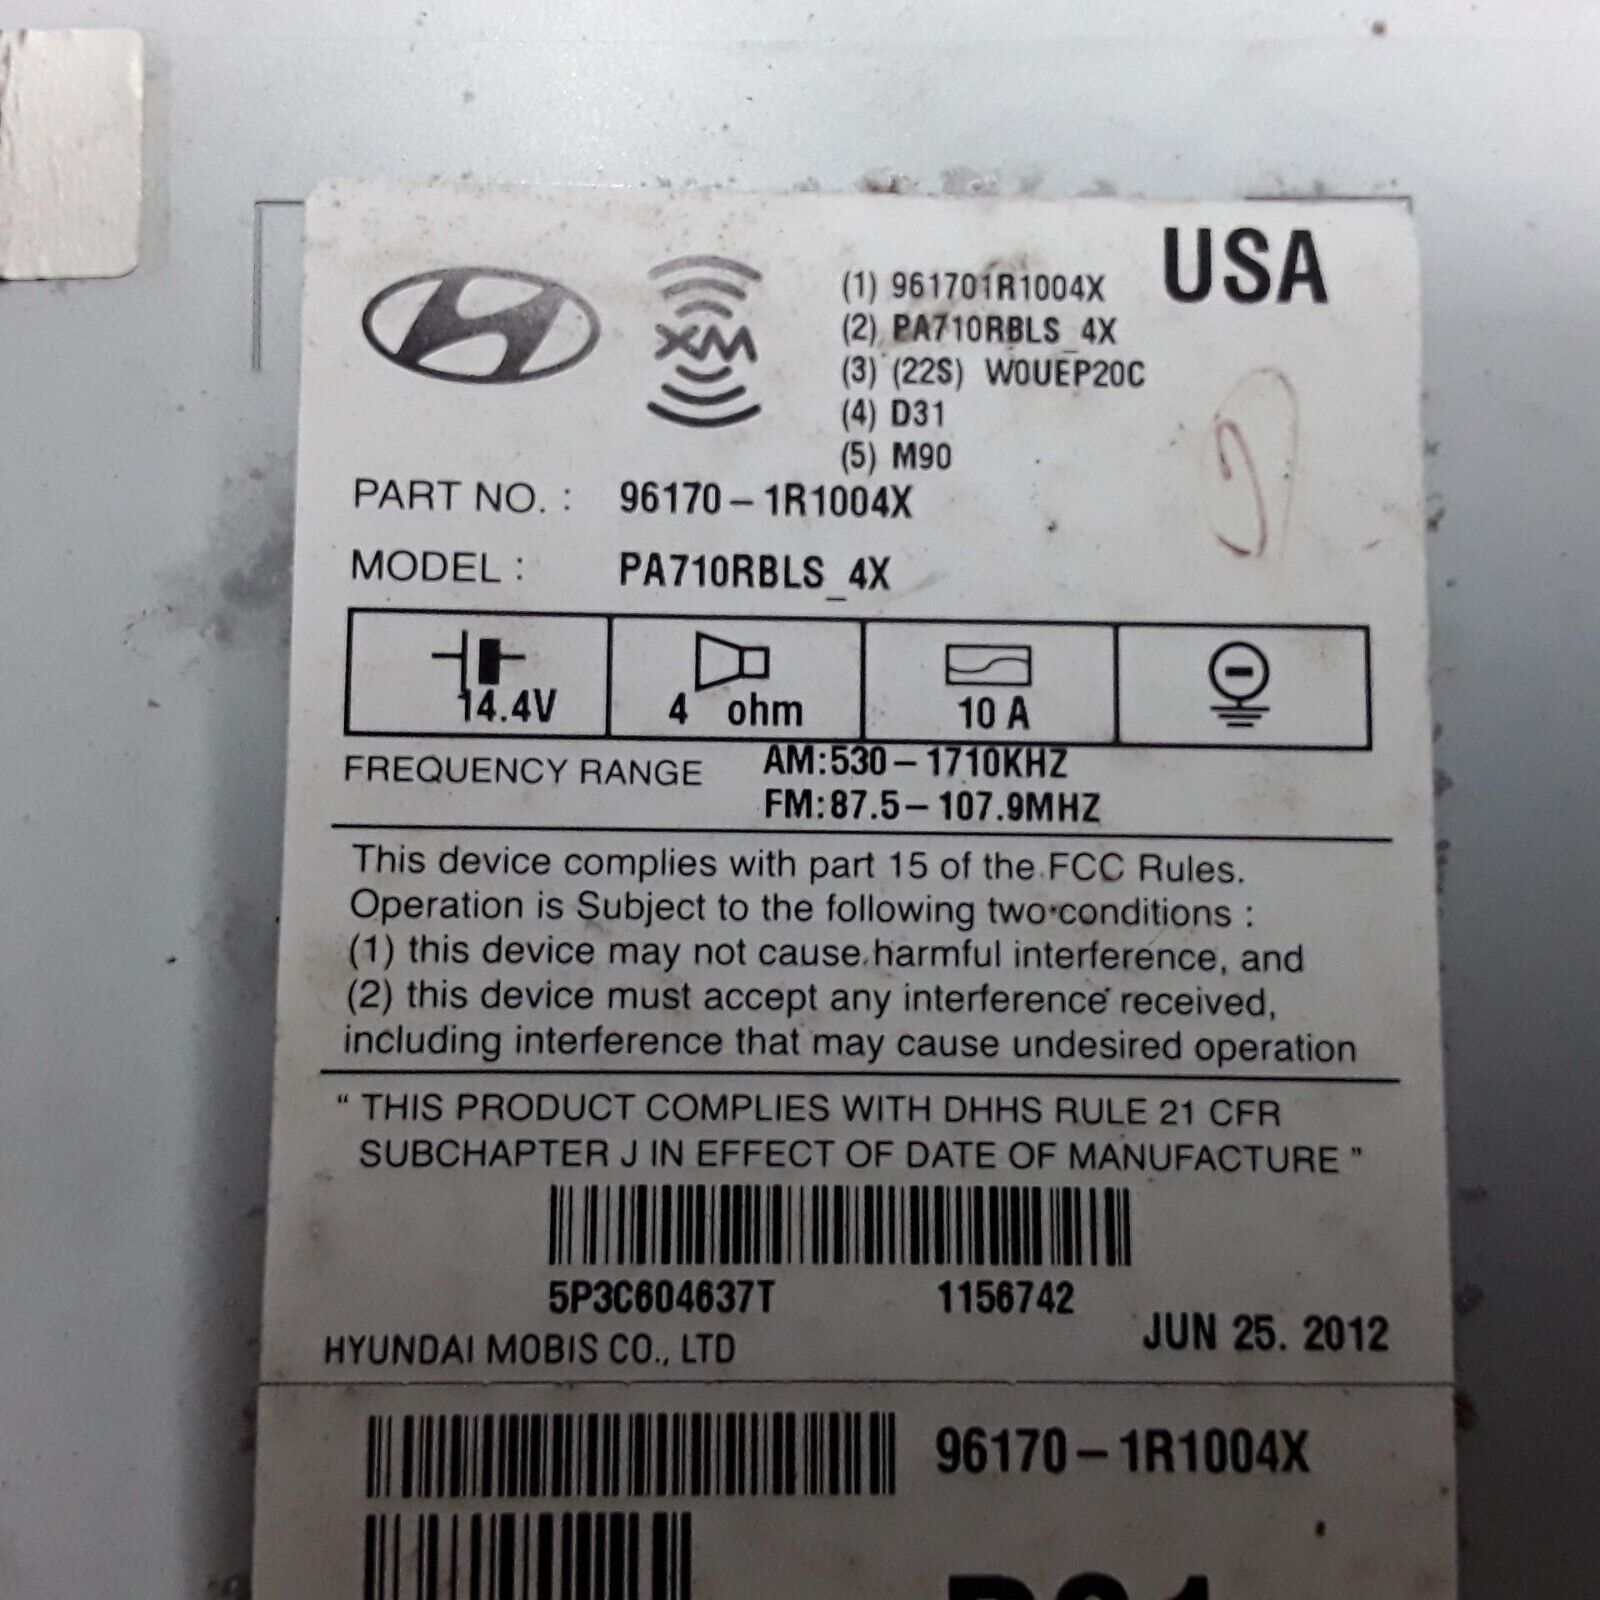 USA
XM
(1) 961701R1004X
(2) PA710RBLS_4X
(3) (22S) W0UEP20C
(4) D31
(5) M90
PART NO. : 96170-1R1004X
MODEL : PA710RBLS_4X
14.4V 4 ohm 10 A
FREQUENCY RANGE AM:530-1710KHZ
FM:87.5-107.9MHZ
This device complies with part 15 of the FCC Rules.
Operation is Subject to the following two conditions :
(1) this device may not cause harmful interference, and
(2) this device must accept any interference received,
including interference that may cause undesired operation
“ THIS PRODUCT COMPLIES WITH DHHS RULE 21 CFR
SUBCHAPTER J IN EFFECT OF DATE OF MANUFACTURE ”
5P3C604637T 1156742
HYUNDAI MOBIS CO., LTD JUN 25. 2012
96170-1R1004X